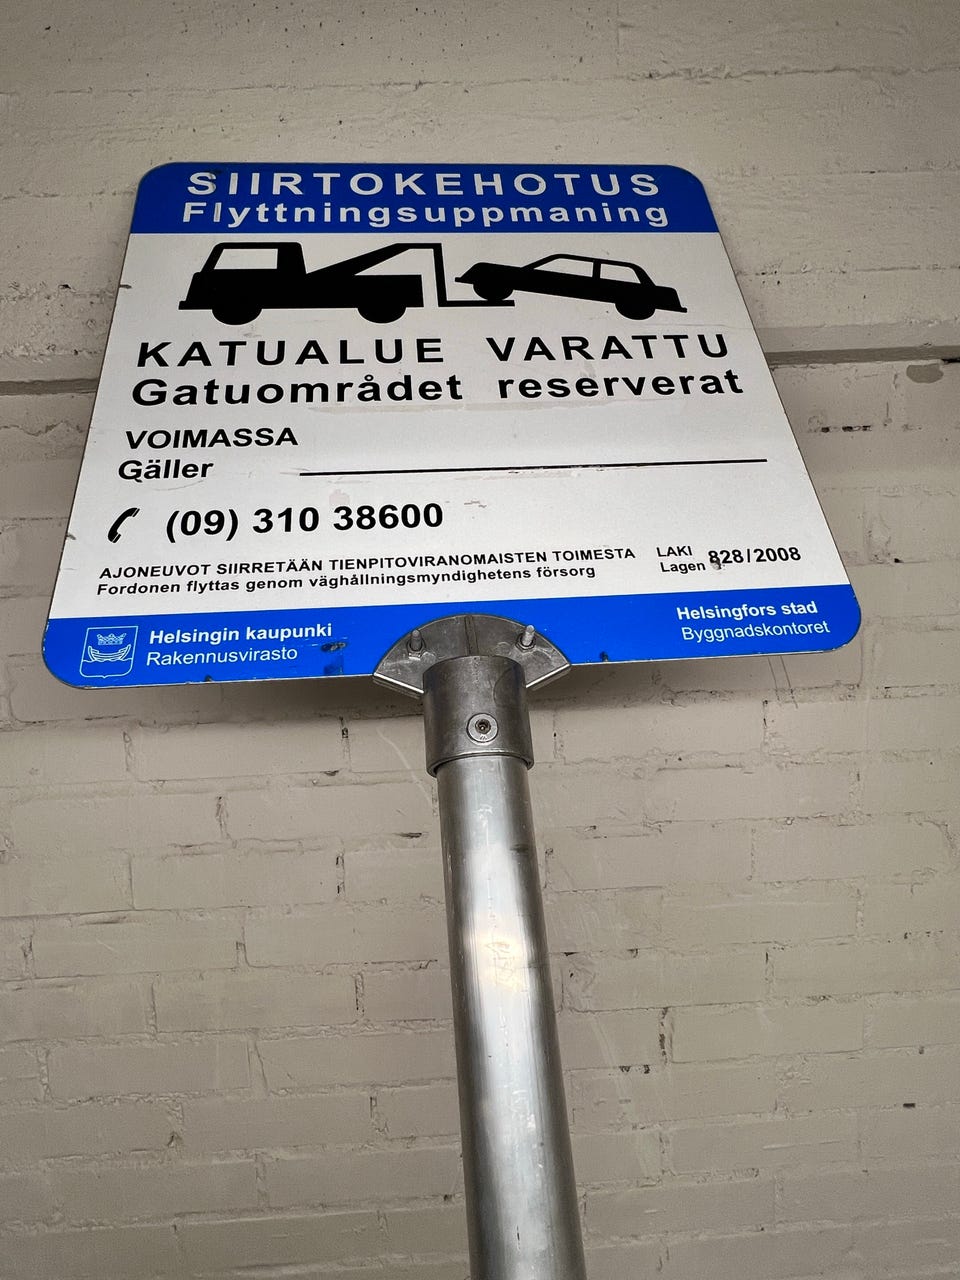 SIIRTOKEHOTUS
Flyttningsuppmaning
KATUALUE VARATTU
Gatuområdet reserverat
VOIMASSA
Gäller
(09) 310 38600
AJONEUVOT SIIRRETÄÄN TIENPITOVIRANOMAISTEN TOIMESTA
Fordonen flyttas genom väghållningsmyndighetens försorg
LAKI
Lagen 828/2008
Helsingin kaupunki
Rakennusvirasto
Helsingfors stad
Byggnadskontoret